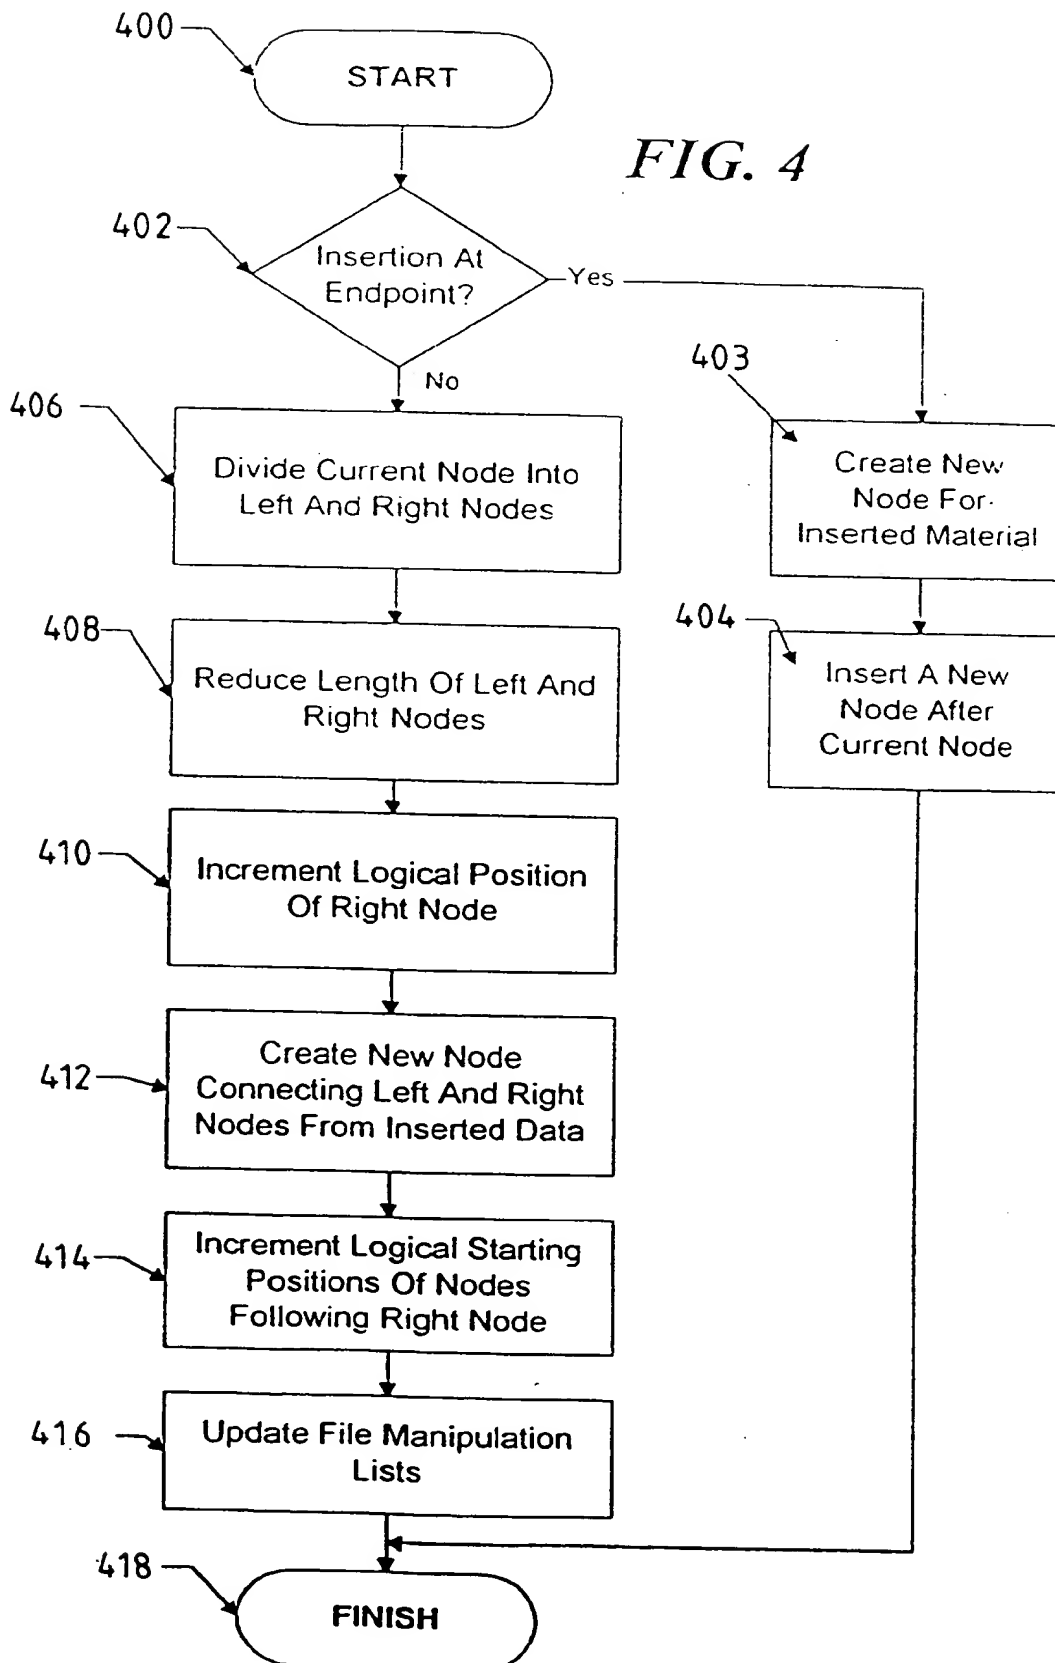 400
START
FIG. 4
402
Insertion At
Endpoint?
Yes
No
403
406
Divide Current Node Into
Left And Right Nodes
Create New
Node For
Inserted Material
408
Reduce Length Of Left And
Right Nodes
404
Insert A New
Node After
Current Node
410
Increment Logical Position
Of Right Node
412
Create New Node
Connecting Left And Right
Nodes From Inserted Data
414
Increment Logical Starting
Positions Of Nodes
Following Right Node
416
Update File Manipulation
Lists
418
FINISH